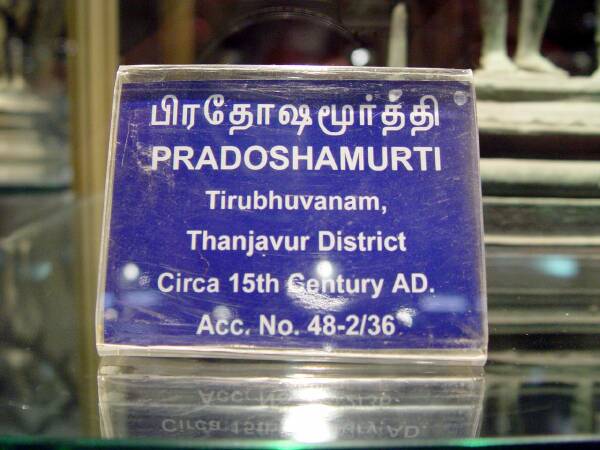 பிரதோஷமூர்த்தி
PRADOSHAMURTI
Tirubhuvanam,
Thanjavur District
Circa 15th Century AD.
Acc. No. 48-2/36